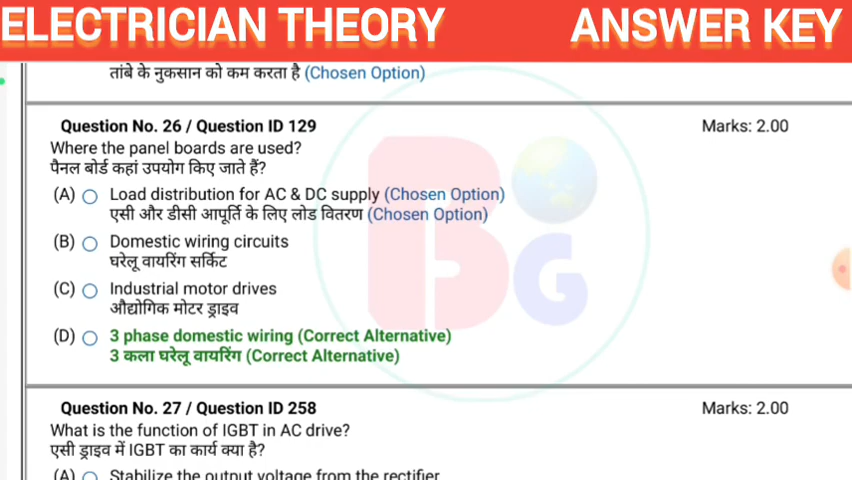 ELECTRICIAN THEORY ANSWER KEY
तांबे के नुकसान को कम करता है (Chosen Option)
Question No. 26 / Question ID 129 Marks: 2.00
Where the panel boards are used?
पैनल बोर्ड कहां उपयोग किए जाते हैं?
(A) Load distribution for AC & DC supply (Chosen Option)
एसी और डीसी आपूर्ति के लिए लोड वितरण (Chosen Option)
(B) Domestic wiring circuits
घरेलू वायरिंग सर्किट
(C) Industrial motor drives
औद्योगिक मोटर ड्राइव
(D) 3 phase domestic wiring (Correct Alternative)
3 कला घरेलू वायरिंग (Correct Alternative)
Question No. 27 / Question ID 258 Marks: 2.00
What is the function of IGBT in AC drive?
एसी ड्राइव में IGBT का कार्य क्या है?
(A) Stabilize the output voltage from the rectifier
B
G